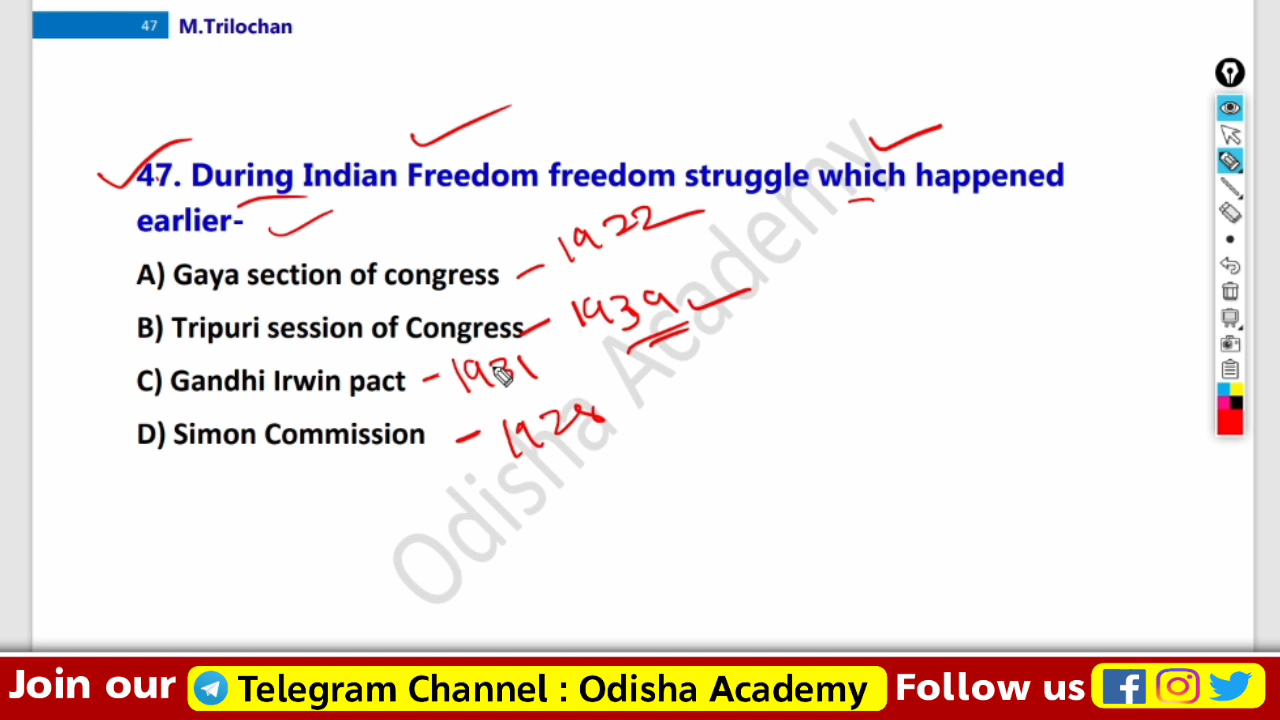 47 M.Trilochan
47. During Indian Freedom freedom struggle which happened
earlier-
A) Gaya section of congress - 1922
B) Tripuri session of Congress - 1939
C) Gandhi Irwin pact - 1931
D) Simon Commission - 1928
Odisha Academy
Join our Telegram Channel : Odisha Academy Follow us